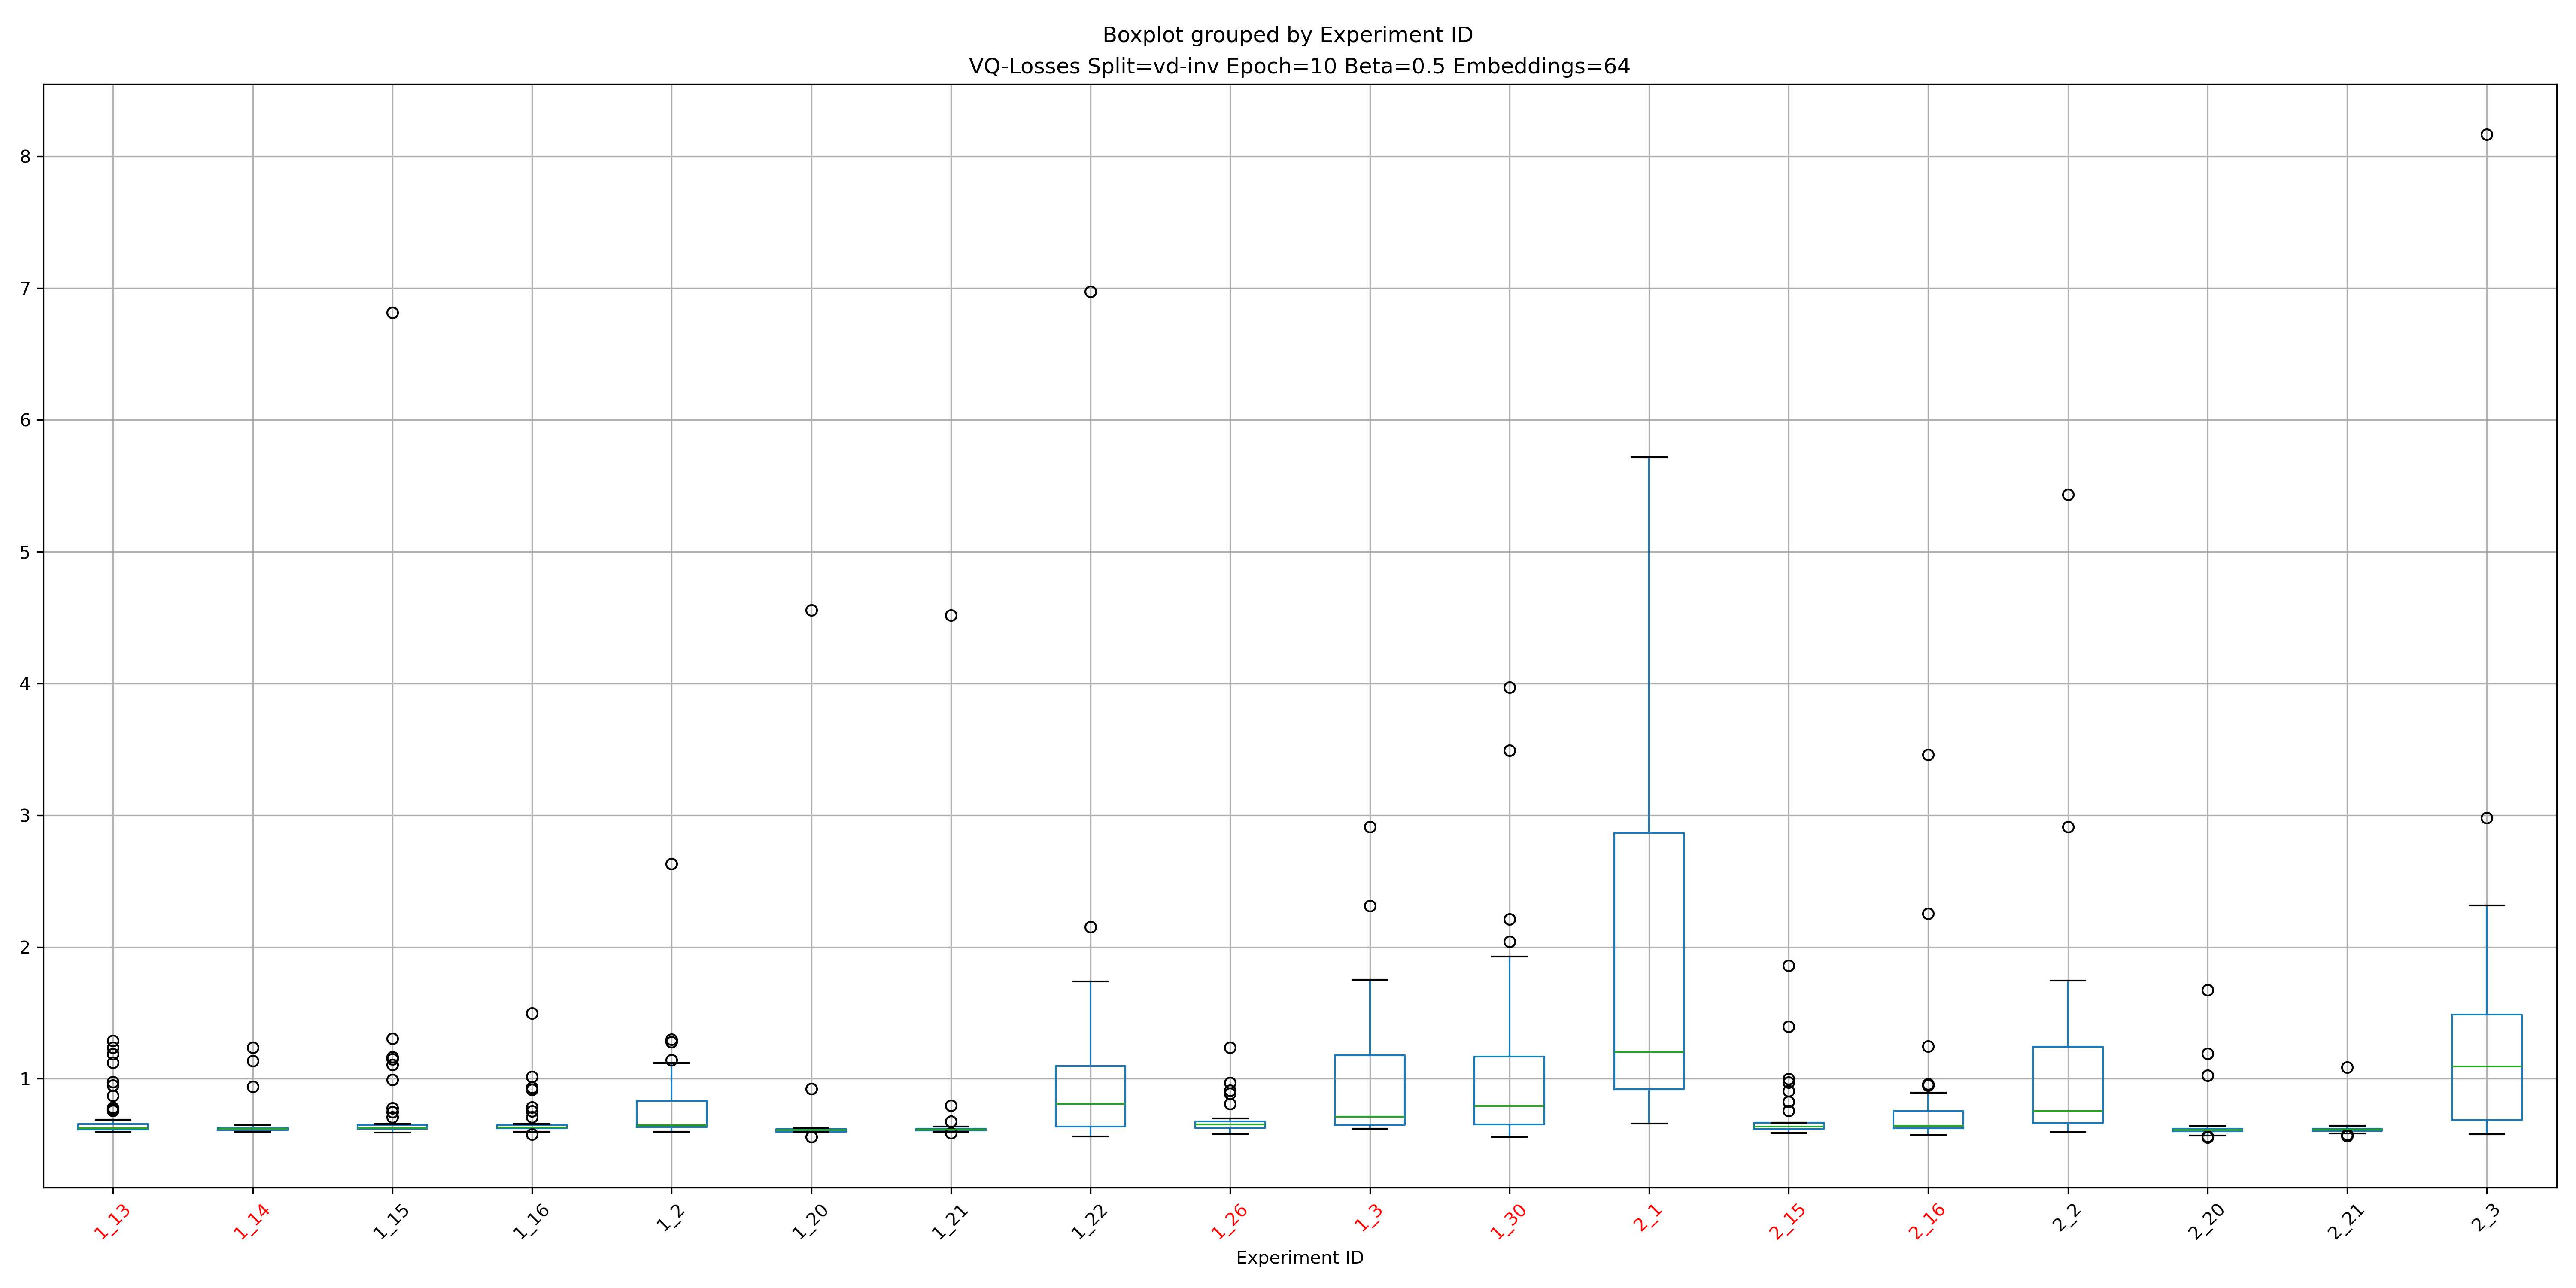 Boxplot grouped by Experiment ID
VQ-Losses Split=vd-inv Epoch=10 Beta=0.5 Embeddings=64
8
7
6
5
4
3
2
1
1_13 1_14 1_15 1_16 1_2 1_20 1_21 1_22 1_26 1_3 1_30 2_1 2_15 2_16 2_2 2_20 2_21 2_3
Experiment ID